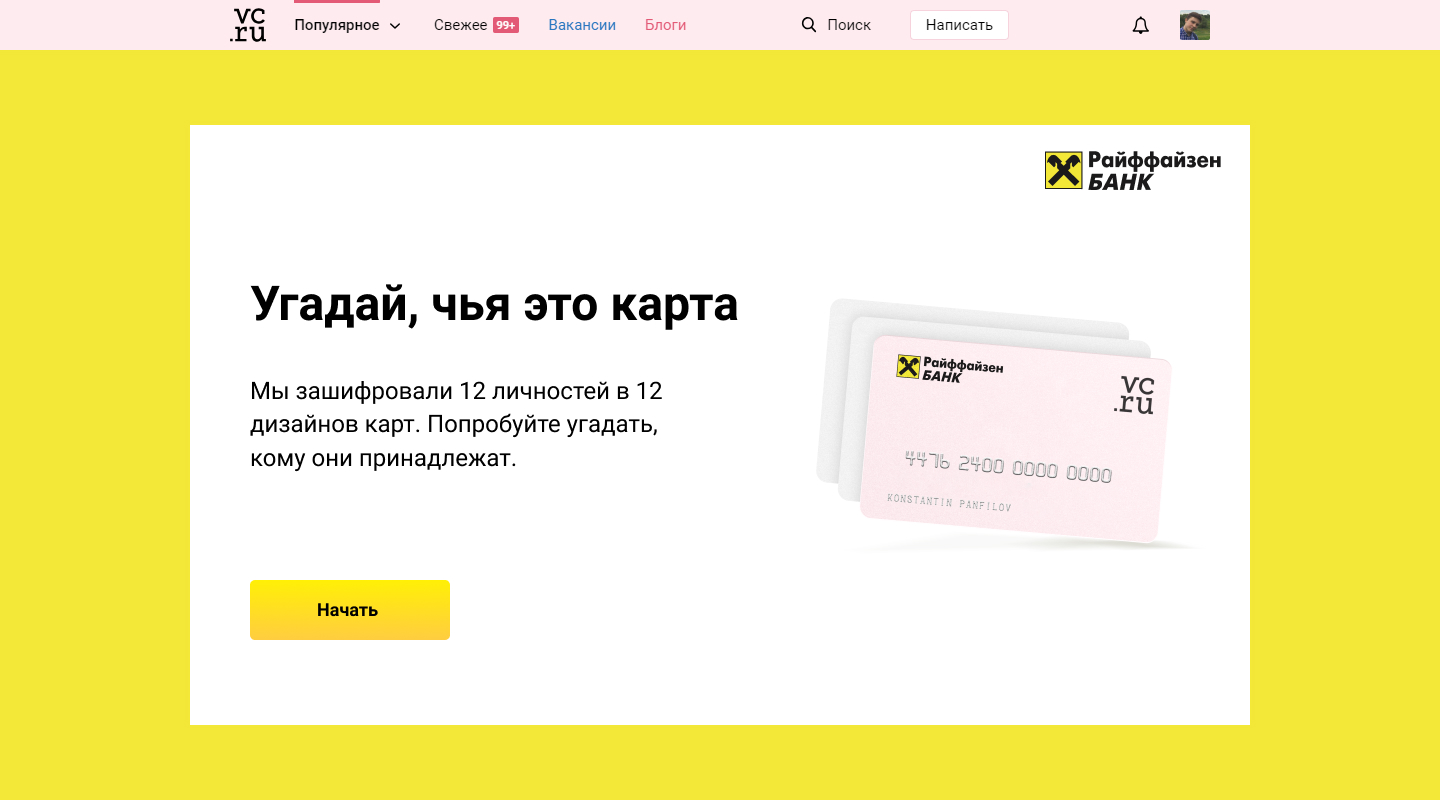 vc
.ru
Популярное
Свежее 99+
Вакансии
Блоги
Поиск
Написать
Райффайзен
БАНК
Угадай, чья это карта
Мы зашифровали 12 личностей в 12
дизайнов карт. Попробуйте угадать,
кому они принадлежат.
Начать
Райффайзен
БАНК
vc
.ru
4476 2400 0000 0000
KONSTANTIN PANFILOV